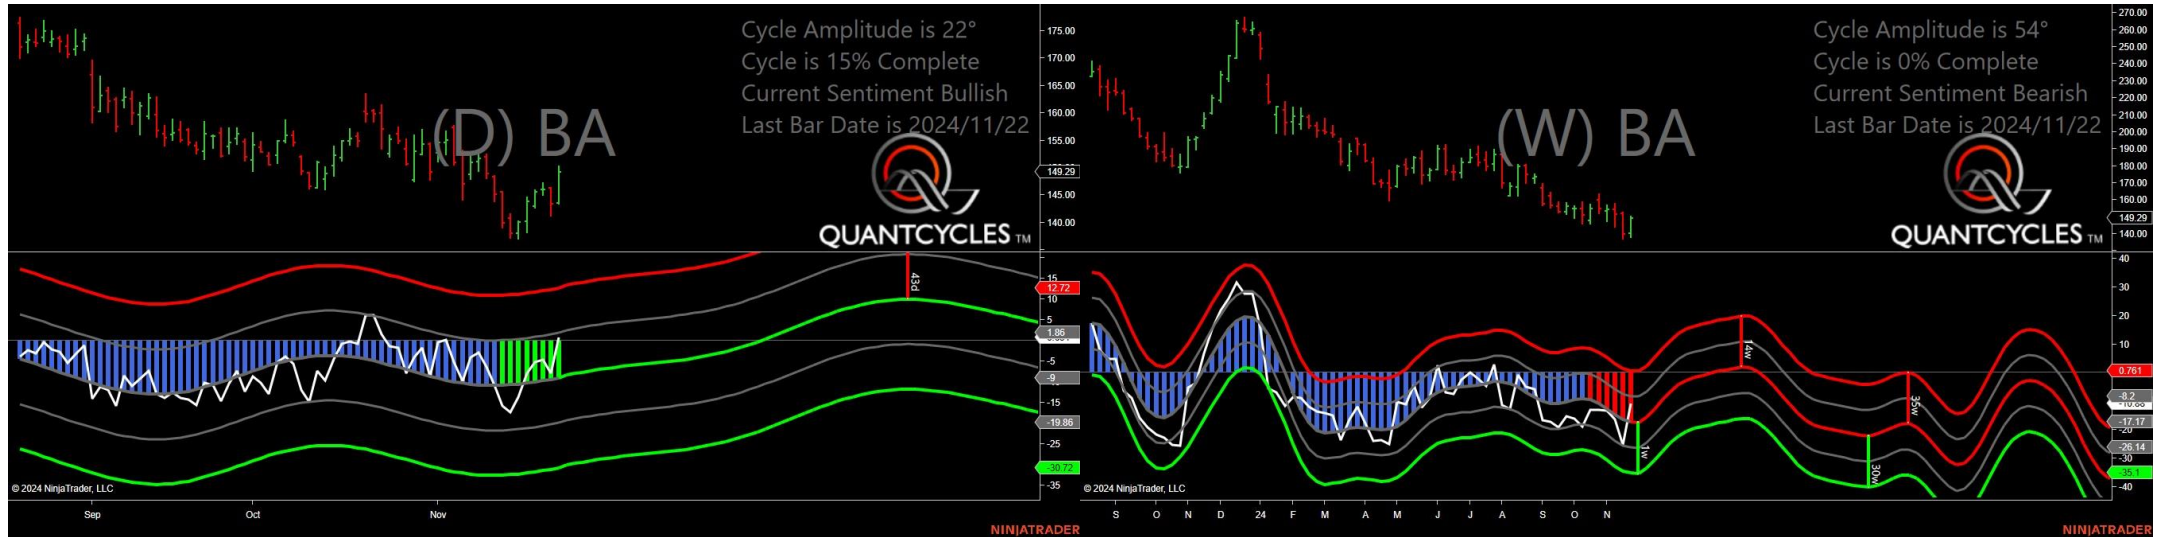 Cycle Amplitude is 22°
Cycle is 15% Complete
Current Sentiment Bullish
Last Bar Date is 2024/11/22
(D) BA
QUANTCYCLES TM
175.00
170.00
165.00
160.00
155.00
149.29
145.00
140.00
43d
15
12.72
10
5
1.86
-5
-9
-15
-19.86
-25
-30.72
-35
© 2024 NinjaTrader, LLC
Sep Oct Nov
NINJATRADER
Cycle Amplitude is 54°
Cycle is 0% Complete
Current Sentiment Bearish
Last Bar Date is 2024/11/22
(W) BA
QUANTCYCLES TM
270.00
260.00
250.00
240.00
230.00
220.00
210.00
200.00
190.00
180.00
170.00
160.00
149.29
140.00
14w
35w
1w
30w
40
30
20
10
0.761
-8.2
-17.17
-26.14
-30
-35.1
-40
© 2024 NinjaTrader, LLC
S O N D 24 F M A M J J A S O N
NINJATRADER